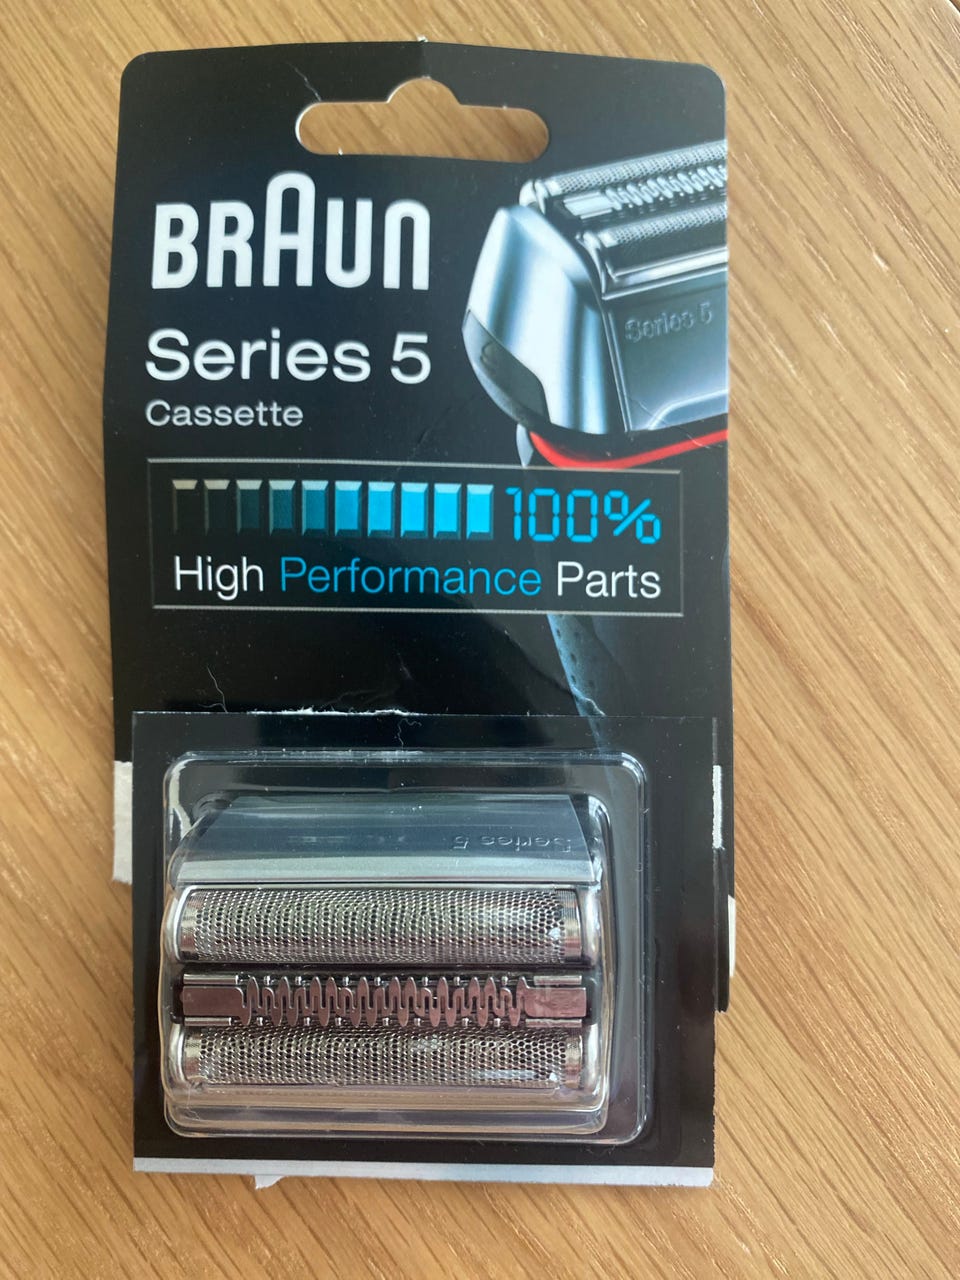 BRAUN
Series 5
Cassette
Series 5
100%
High Performance Parts
Series 5